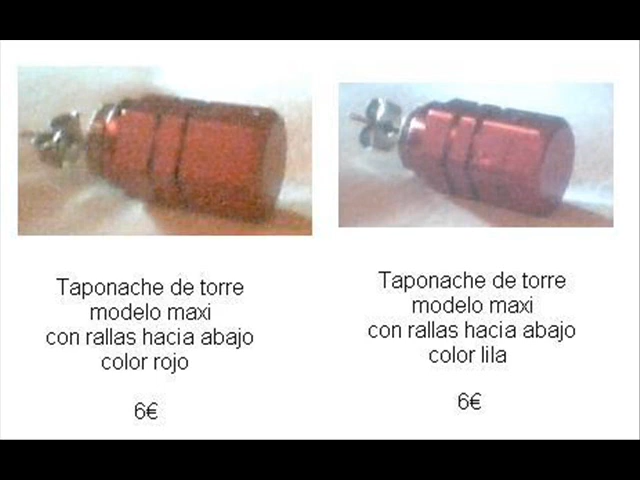 Taponache de torre
modelo maxi
con rallas hacia abajo
color rojo
6€
Taponache de torre
modelo maxi
con rallas hacia abajo
color lila
6€